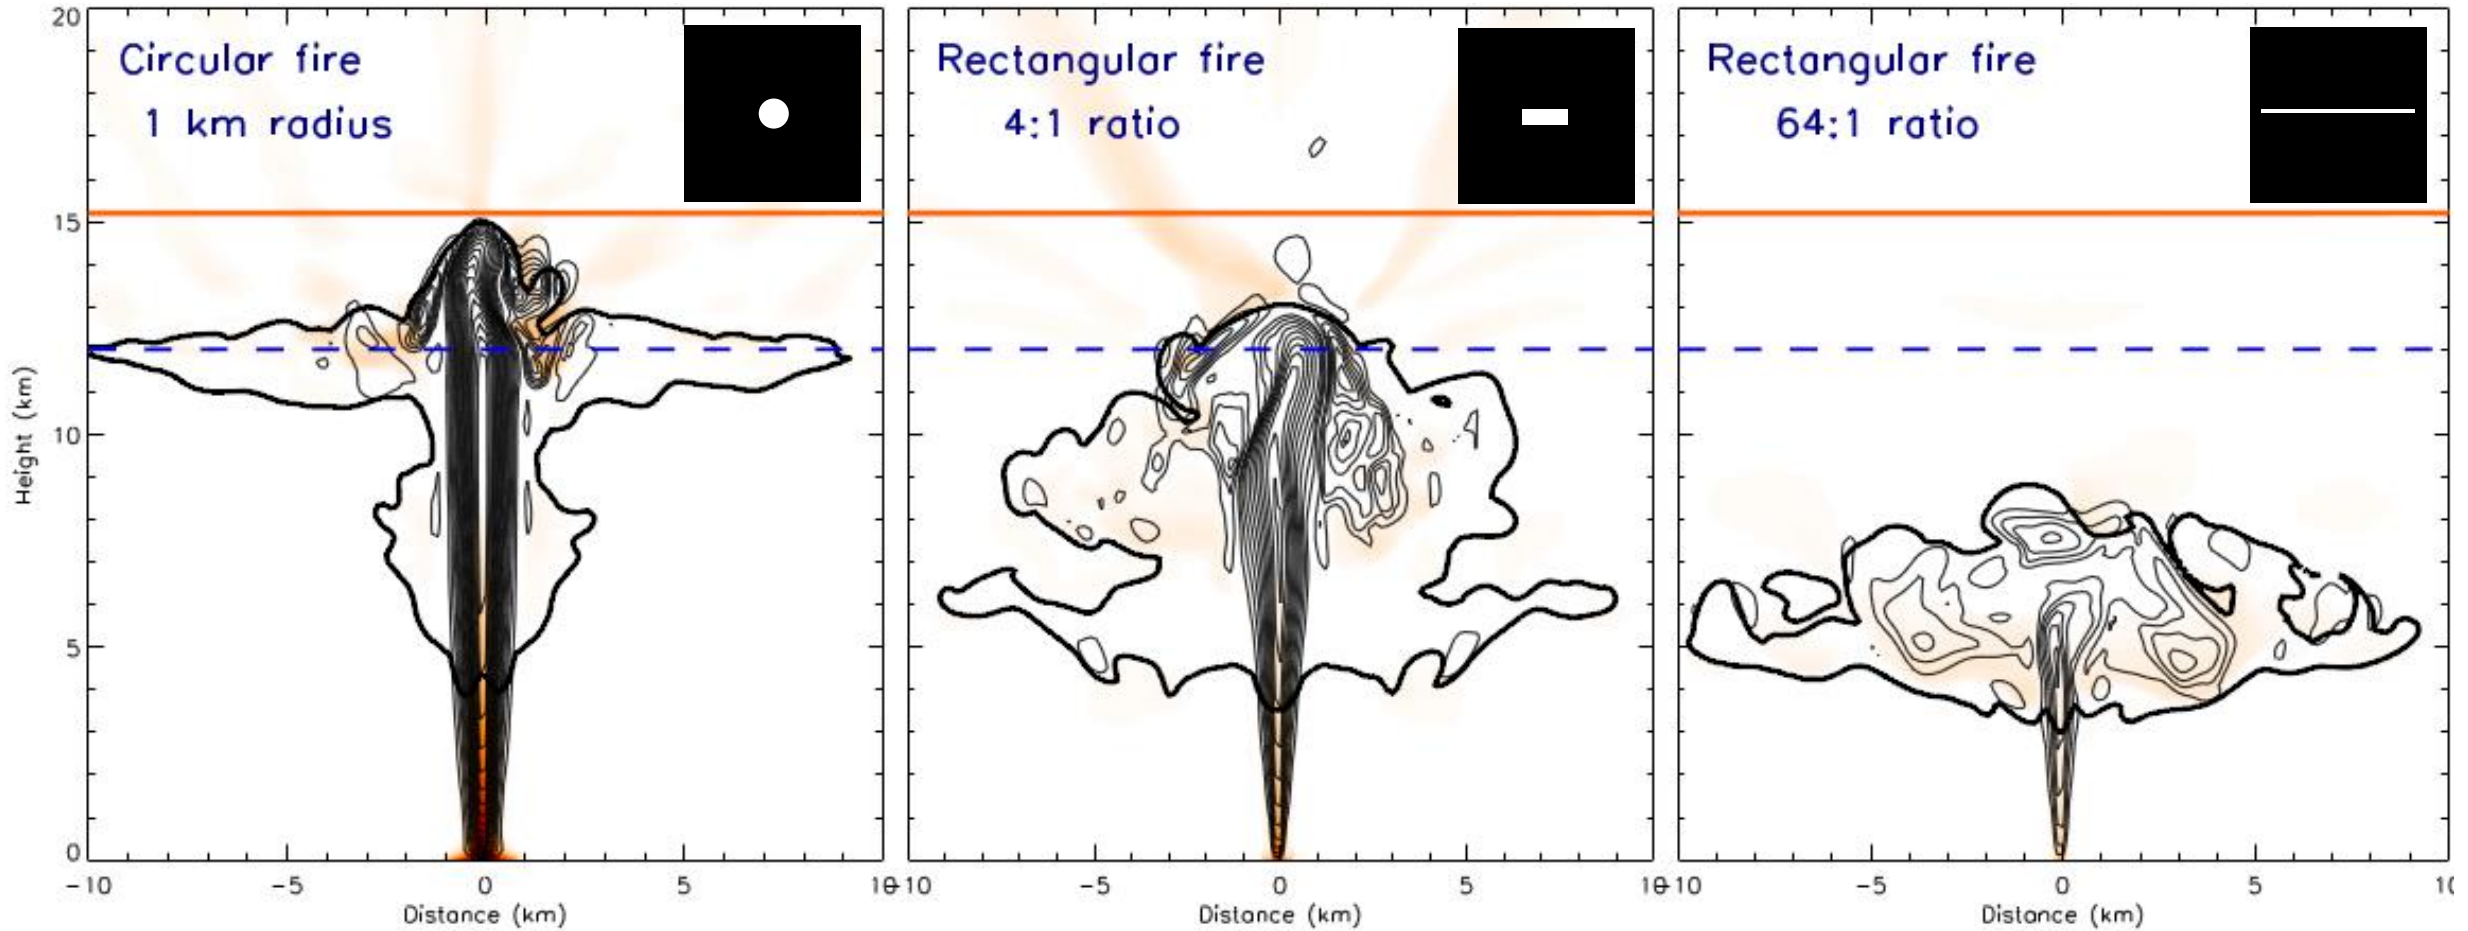 Circular fire
1 km radius
Rectangular fire
4:1 ratio
Rectangular fire
64:1 ratio
20
15
10
5
0
Height (km)
-10 -5 0 5 10
-10 -5 0 5 10
-10 -5 0 5 10
Distance (km)
Distance (km)
Distance (km)